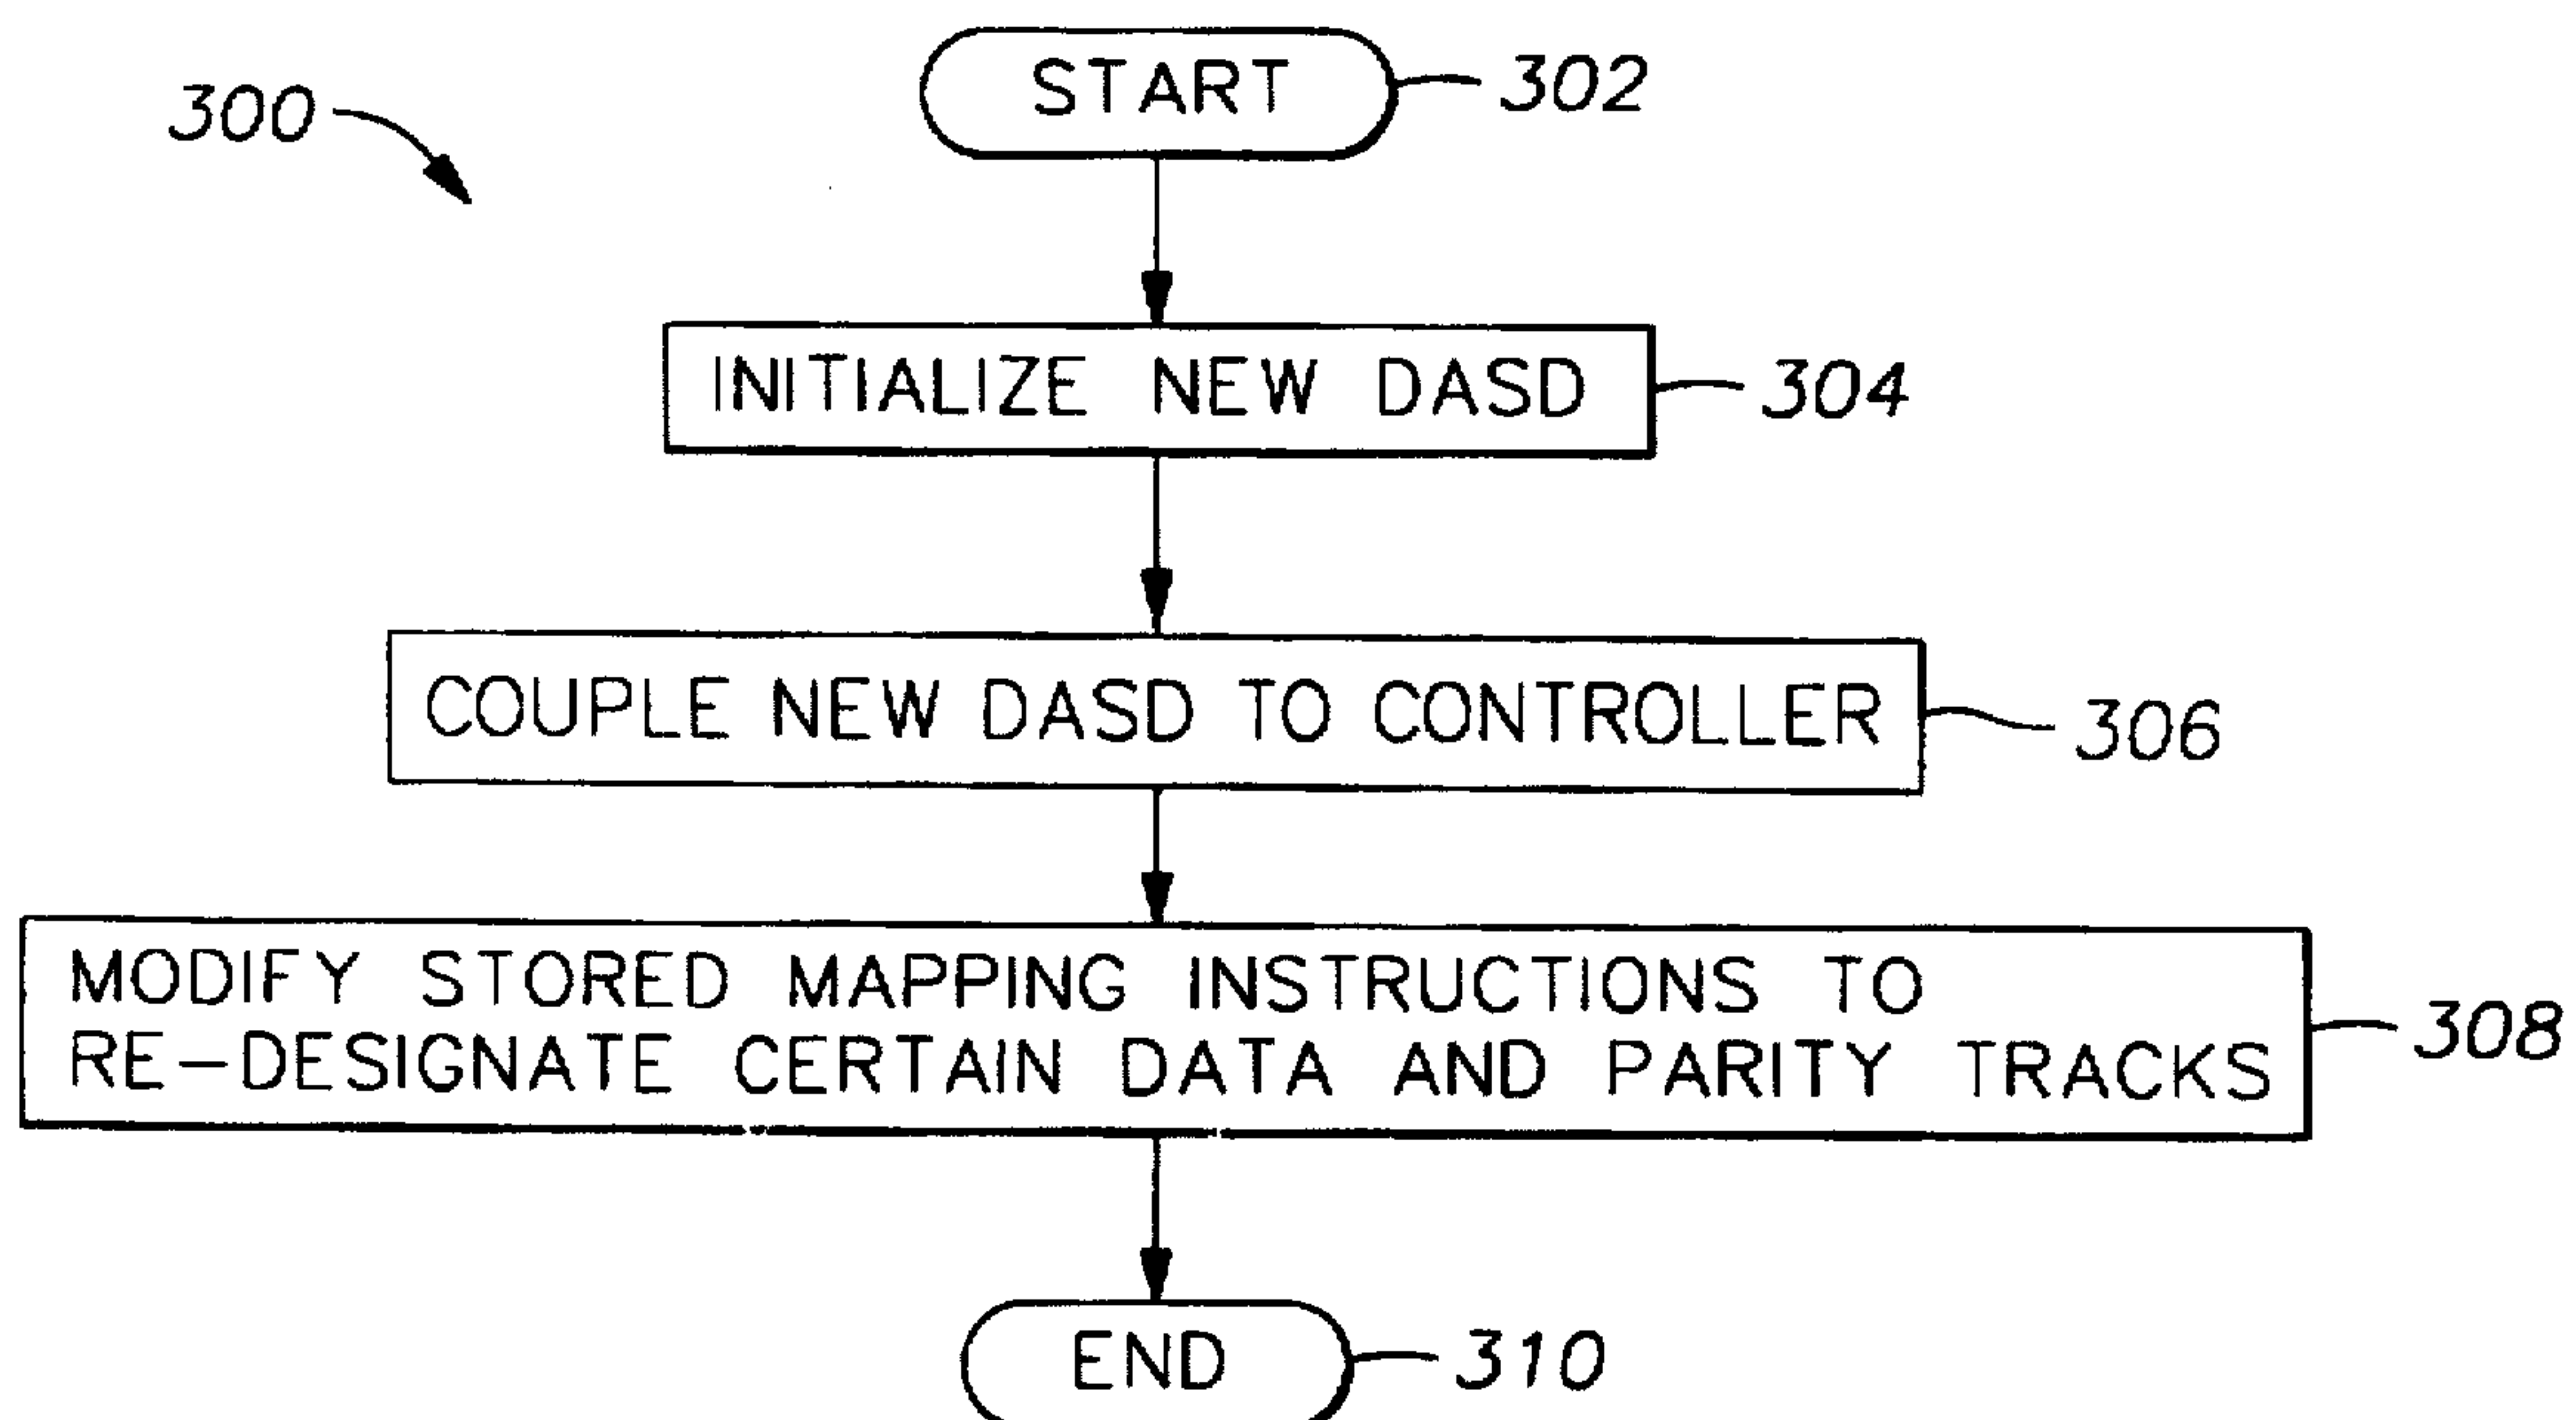 START
302
300
INITIALIZE NEW DASD
304
COUPLE NEW DASD TO CONTROLLER
306
MODIFY STORED MAPPING INSTRUCTIONS TO
RE-DESIGNATE CERTAIN DATA AND PARITY TRACKS
308
END
310